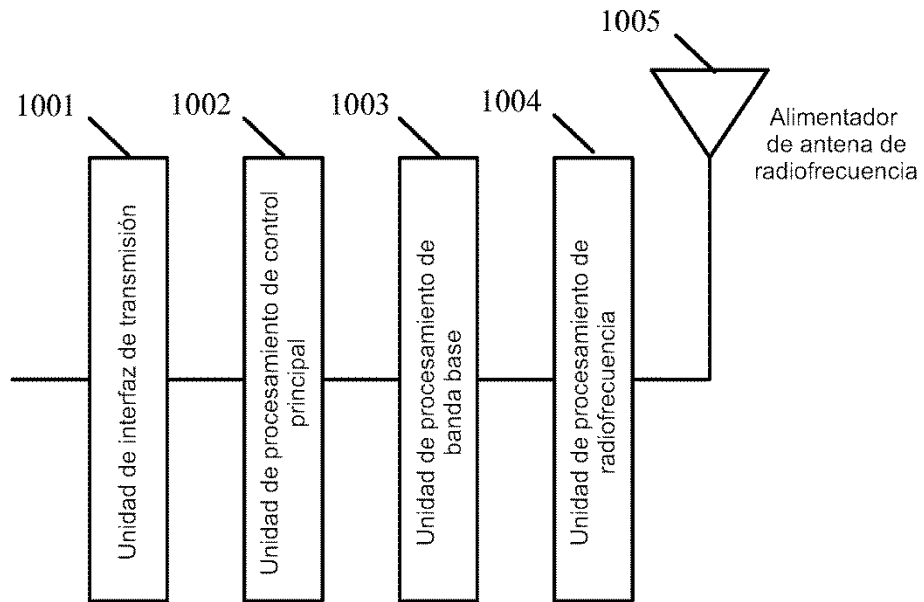 1005
1001
1002
1003
1004
Alimentador
de antena de
radiofrecuencia
Unidad de interfaz de transmisión
Unidad de procesamiento de control
principal
Unidad de procesamiento de
banda base
Unidad de procesamiento de
radiofrecuencia